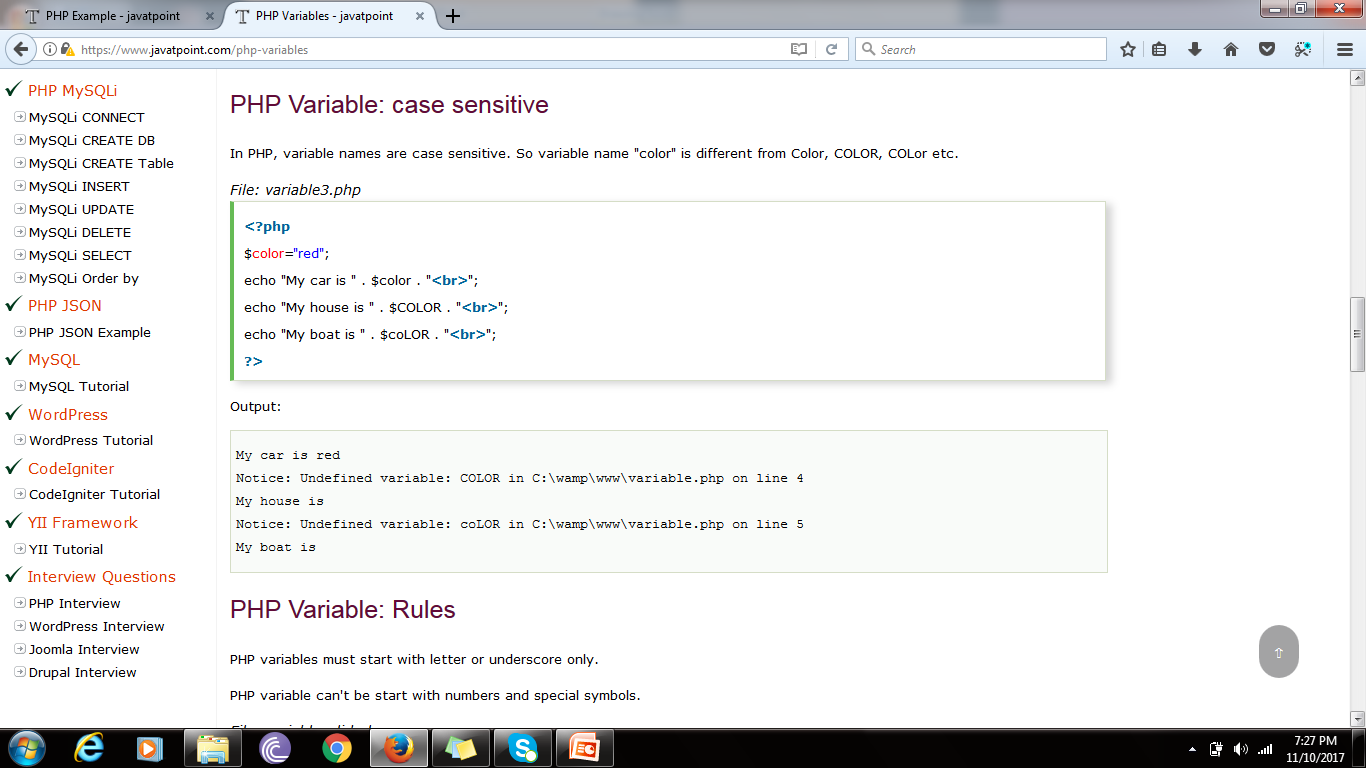 PHP Example - javatpoint
PHP Variables - javatpoint
https://www.javatpoint.com/php-variables
Search
PHP MySQLi
MySQLi CONNECT
MySQLi CREATE DB
MySQLi CREATE Table
MySQLi INSERT
MySQLi UPDATE
MySQLi DELETE
MySQLi SELECT
MySQLi Order by
PHP JSON
PHP JSON Example
MySQL
MySQL Tutorial
WordPress
WordPress Tutorial
CodeIgniter
CodeIgniter Tutorial
YII Framework
YII Tutorial
Interview Questions
PHP Interview
WordPress Interview
Joomla Interview
Drupal Interview
PHP Variable: case sensitive
In PHP, variable names are case sensitive. So variable name "color" is different from Color, COLOR, COLor etc.
File: variable3.php
<?php
$color="red";
echo "My car is " . $color . "<br>";
echo "My house is " . $COLOR . "<br>";
echo "My boat is " . $coLOR . "<br>";
?>
Output:
My car is red
Notice: Undefined variable: COLOR in C:\wamp\www\variable.php on line 4
My house is
Notice: Undefined variable: coLOR in C:\wamp\www\variable.php on line 5
My boat is
PHP Variable: Rules
PHP variables must start with letter or underscore only.
PHP variable can't be start with numbers and special symbols.
7:27 PM
11/10/2017